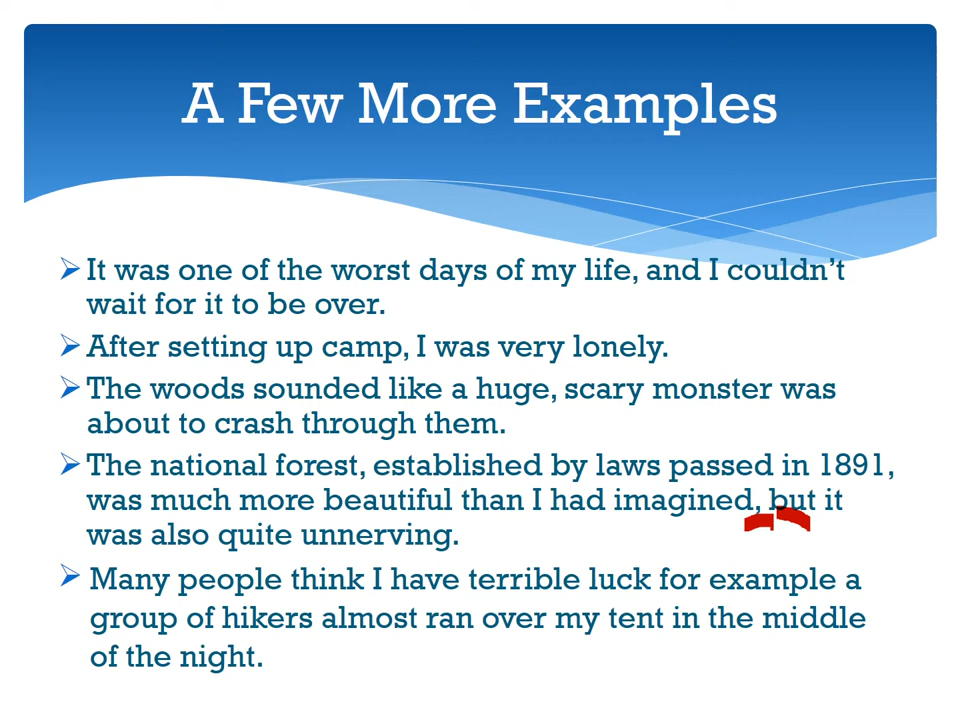 A Few More Examples
It was one of the worst days of my life, and I couldn't
wait for it to be over.
After setting up camp, I was very lonely.
The woods sounded like a huge, scary monster was
about to crash through them.
The national forest, established by laws passed in 1891,
was much more beautiful than I had imagined, but it
was also quite unnerving.
Many people think I have terrible luck for example a
group of hikers almost ran over my tent in the middle
of the night.